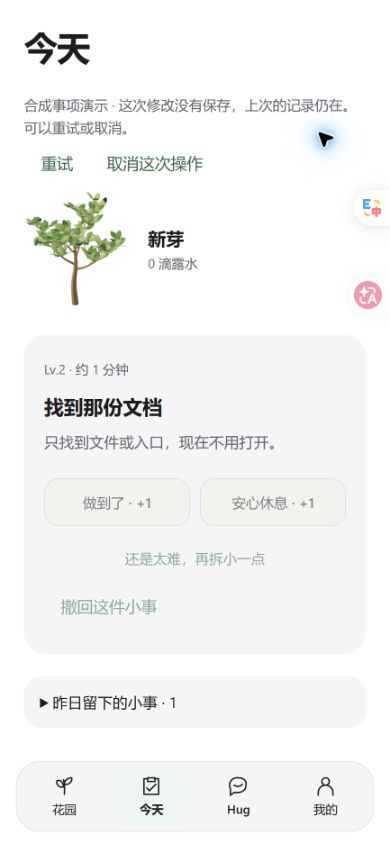 今天
合成事项演示 · 这次修改没有保存，上次的记录仍在。
可以重试或取消。
重试 取消这次操作
新芽
0 滴露水
Lv.2 · 约 1 分钟
找到那份文档
只找到文件或入口，现在不用打开。
做到了 · +1 安心休息 · +1
还是太难，再拆小一点
撤回这件小事
▶ 昨日留下的小事 · 1
花园 今天 Hug 我的